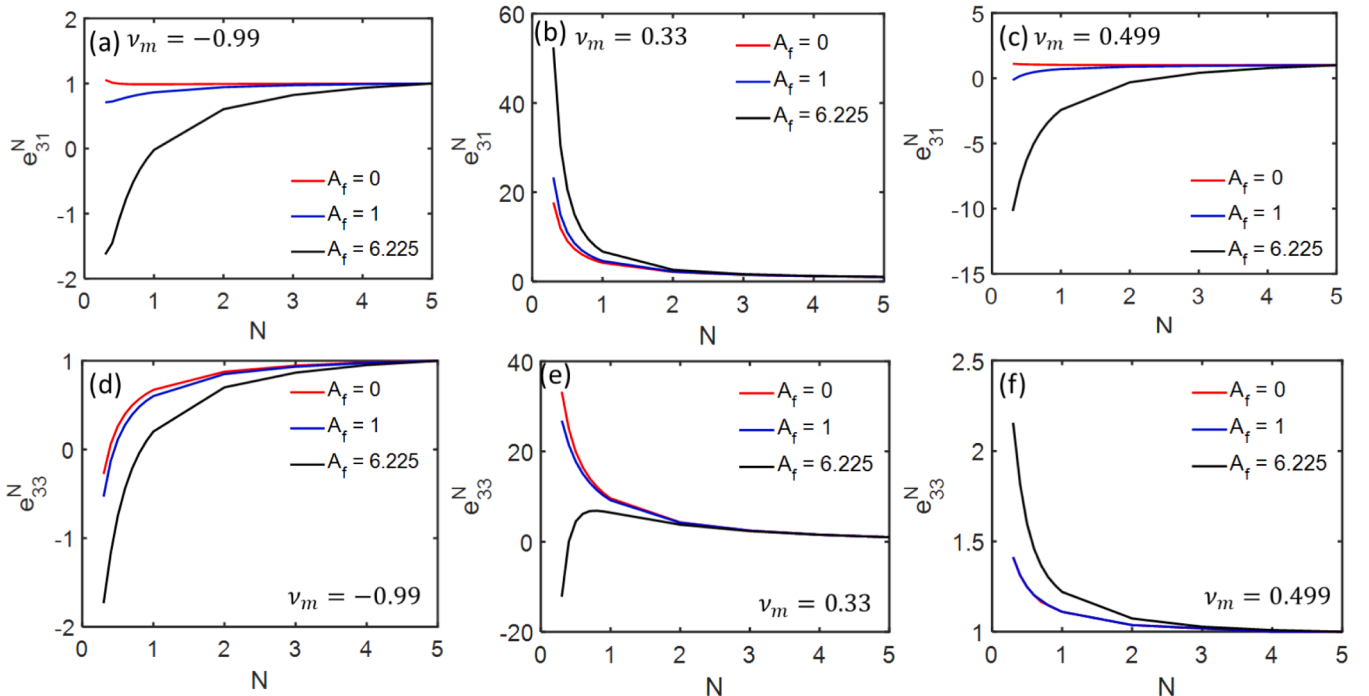 (a) ν_m = −0.99
2
1
0
-1
-2
e^N_31
A_f = 0
A_f = 1
A_f = 6.225
0 1 2 3 4 5
N
(b) ν_m = 0.33
60
40
20
0
e^N_31
A_f = 0
A_f = 1
A_f = 6.225
0 1 2 3 4 5
N
(c) ν_m = 0.499
5
0
-5
-10
-15
e^N_31
A_f = 0
A_f = 1
A_f = 6.225
0 1 2 3 4 5
N
(d)
1
0
-1
-2
e^N_33
A_f = 0
A_f = 1
A_f = 6.225
ν_m = −0.99
0 1 2 3 4 5
N
(e)
40
20
0
-20
e^N_33
A_f = 0
A_f = 1
A_f = 6.225
ν_m = 0.33
0 1 2 3 4 5
N
(f)
2.5
2
1.5
1
e^N_33
A_f = 0
A_f = 1
A_f = 6.225
ν_m = 0.499
0 1 2 3 4 5
N